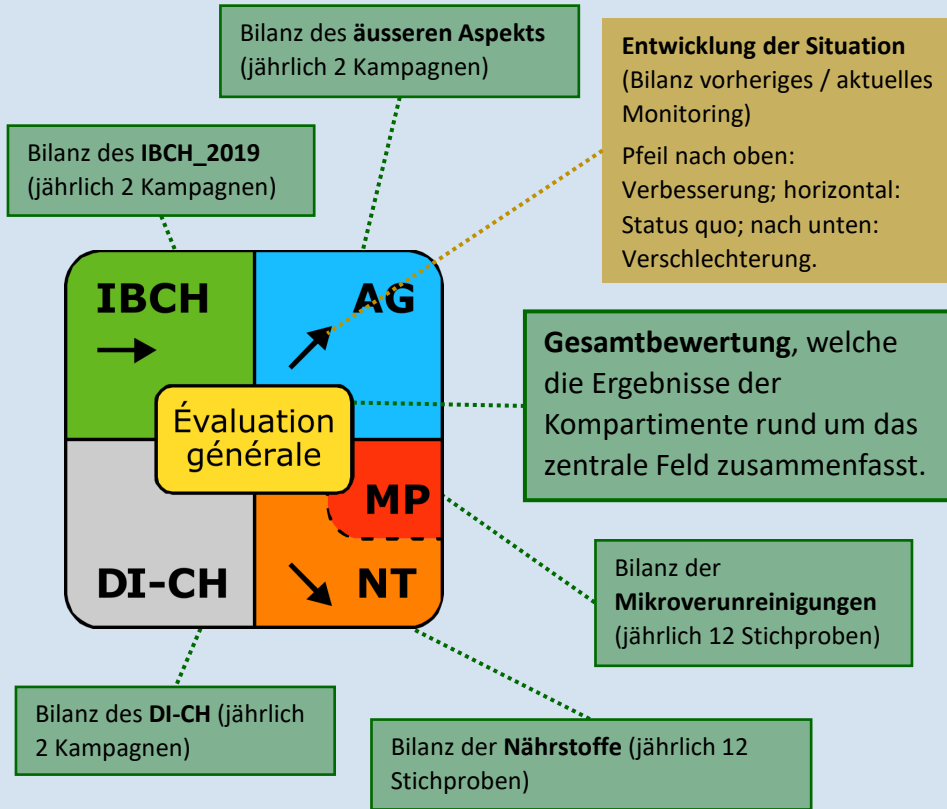 Bilanz des äusseren Aspekts
(jährlich 2 Kampagnen)
Entwicklung der Situation
(Bilanz vorheriges / aktuelles
Monitoring)
Pfeil nach oben:
Verbesserung; horizontal:
Status quo; nach unten:
Verschlechterung.
Bilanz des IBCH_2019
(jährlich 2 Kampagnen)
IBCH
AG
Évaluation
générale
MP
DI-CH
NT
Gesamtbewertung, welche
die Ergebnisse der
Kompartimente rund um das
zentrale Feld zusammenfasst.
Bilanz der
Mikroverunreinigungen
(jährlich 12 Stichproben)
Bilanz des DI-CH (jährlich
2 Kampagnen)
Bilanz der Nährstoffe (jährlich 12
Stichproben)